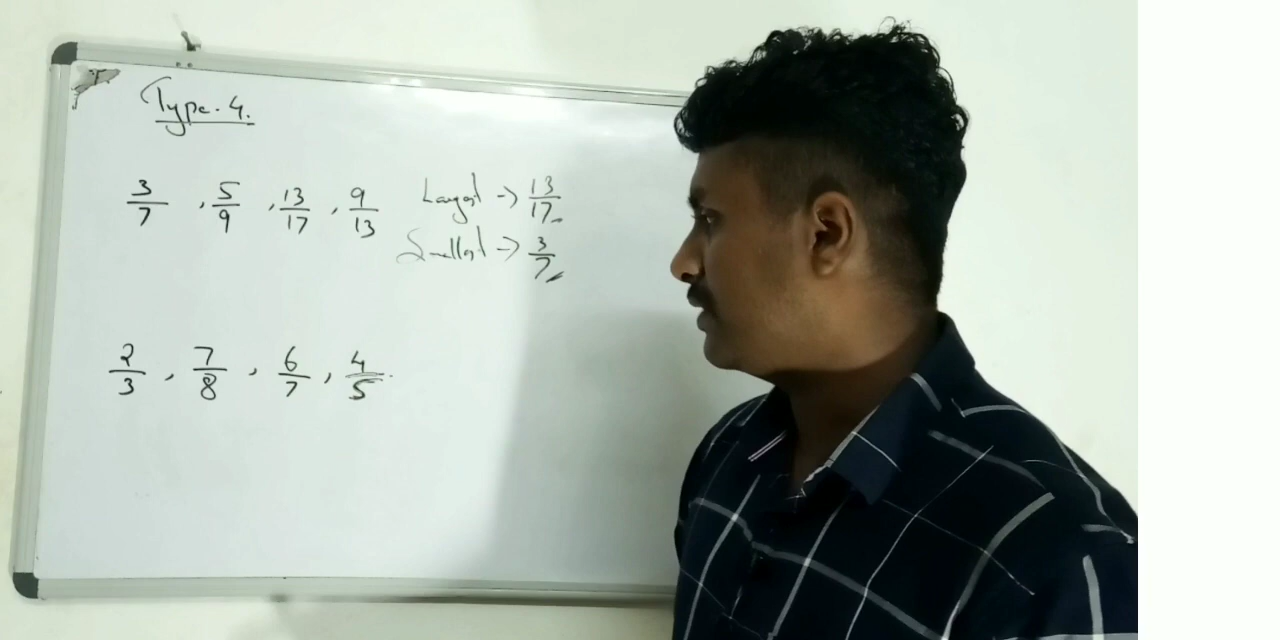 Type-4.
3/7 , 5/9 , 13/17 , 9/13
Largest -> 13/17
Smallest -> 3/7
2/3 , 7/8 , 6/7 , 4/5